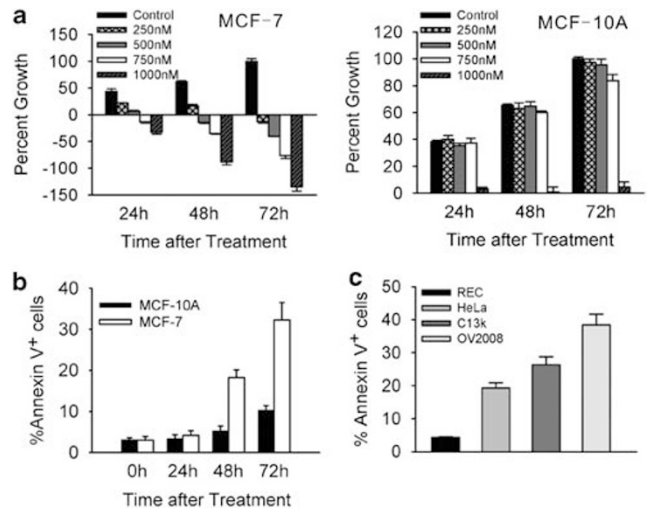 a
MCF-7
Control
250nM
500nM
750nM
1000nM
Percent Growth
100
50
0
-50
-100
-150
24h 48h 72h
Time after Treatment
MCF-10A
Control
250nM
500nM
750nM
1000nM
Percent Growth
120
100
80
60
40
20
0
24h 48h 72h
Time after Treatment
b
MCF-10A
MCF-7
%Annexin V+ cells
40
30
20
10
0
0h 24h 48h 72h
Time after Treatment
c
REC
HeLa
C13k
OV2008
% Annexin V+ cells
50
40
30
20
10
0